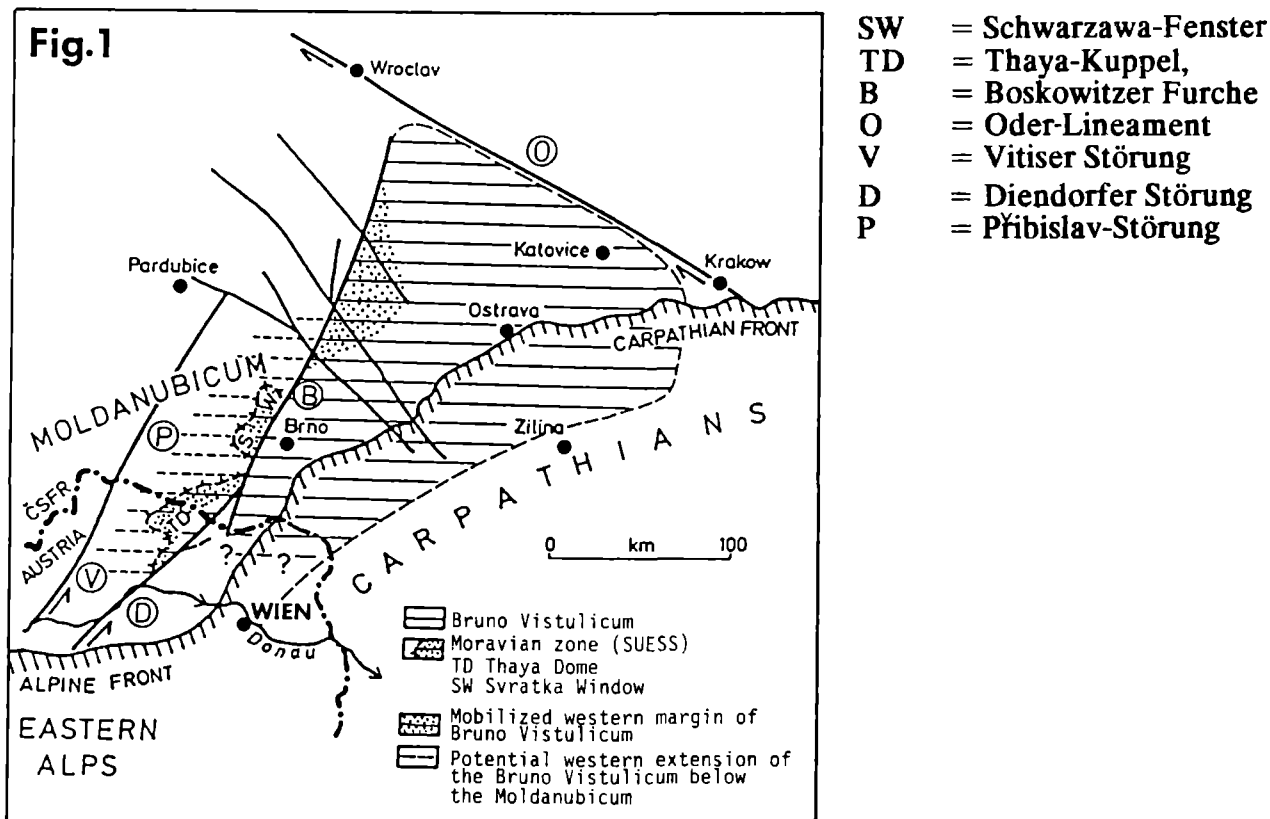 Fig.1
Wroclav
O
Katovice
Krakow
Pardubice
Ostrava
CARPATHIAN FRONT
MOLDANUBICUM
B
SW
P
Brno
Zilina
ČSFR
TD
AUSTRIA
? ?
CARPATHIANS
0 km 100
V
D
WIEN
Donau
ALPINE FRONT
EASTERN
ALPS
Bruno Vistulicum
Moravian zone (SUESS)
TD Thaya Dome
SW Svratka Window
Mobilized western margin of
Bruno Vistulicum
Potential western extension of
the Bruno Vistulicum below
the Moldanubicum
SW = Schwarzawa-Fenster
TD = Thaya-Kuppel,
B = Boskowitzer Furche
O = Oder-Lineament
V = Vitiser Störung
D = Diendorfer Störung
P = Přibislav-Störung